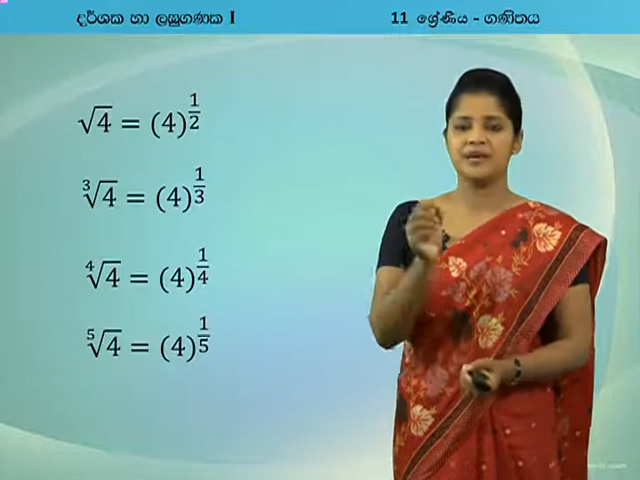 දර්ශක හා ලඝුගණක I 11 ශ්‍රේණිය - ගණිතය
√4 = (4)^(1/2)
∛4 = (4)^(1/3)
∜4 = (4)^(1/4)
⁵√4 = (4)^(1/5)